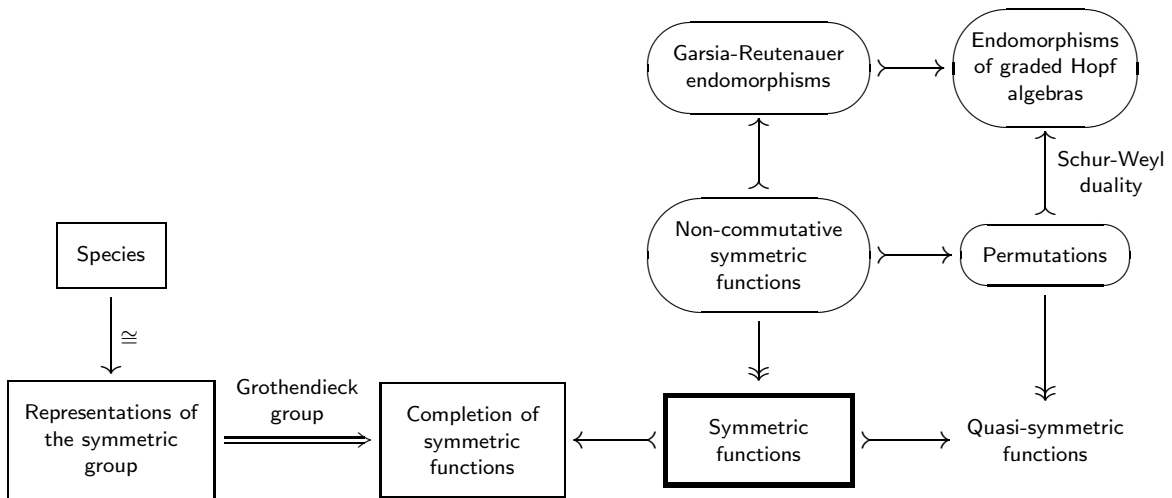 Garsia-Reutenauer
endomorphisms
Endomorphisms
of graded Hopf
algebras
Schur-Weyl
duality
Species
Non-commutative
symmetric
functions
Permutations
≅
Representations of
the symmetric
group
Grothendieck
group
Completion of
symmetric
functions
Symmetric
functions
Quasi-symmetric
functions